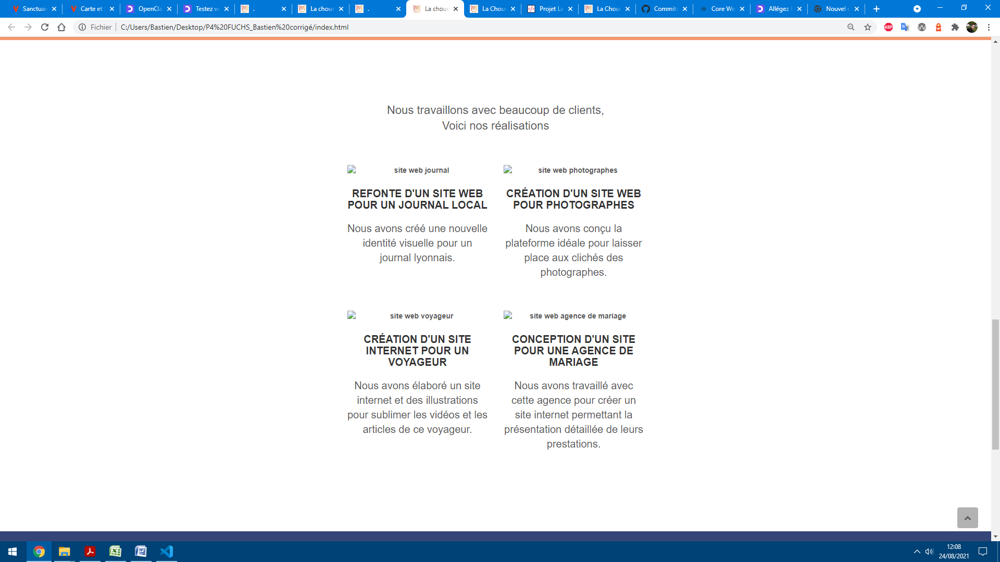 Sanctuai
Carte et
OpenCla
Testez vo
.
La choue
.
La choue
La Choue
Projet La
La Choue
Commits
Core We
Allégez l
Nouvel o
Fichier
C:/Users/Bastien/Desktop/P4%20FUCHS_Bastien%20corrigé/index.html
ABP
Nous travaillons avec beaucoup de clients,
Voici nos réalisations
site web journal
REFONTE D'UN SITE WEB
POUR UN JOURNAL LOCAL
Nous avons créé une nouvelle
identité visuelle pour un
journal lyonnais.
site web photographes
CRÉATION D'UN SITE WEB
POUR PHOTOGRAPHES
Nous avons conçu la
plateforme idéale pour laisser
place aux clichés des
photographes.
site web voyageur
CRÉATION D'UN SITE
INTERNET POUR UN
VOYAGEUR
Nous avons élaboré un site
internet et des illustrations
pour sublimer les vidéos et les
articles de ce voyageur.
site web agence de mariage
CONCEPTION D'UN SITE
POUR UNE AGENCE DE
MARIAGE
Nous avons travaillé avec
cette agence pour créer un
site internet permettant la
présentation détaillée de leurs
prestations.
12:08
24/08/2021